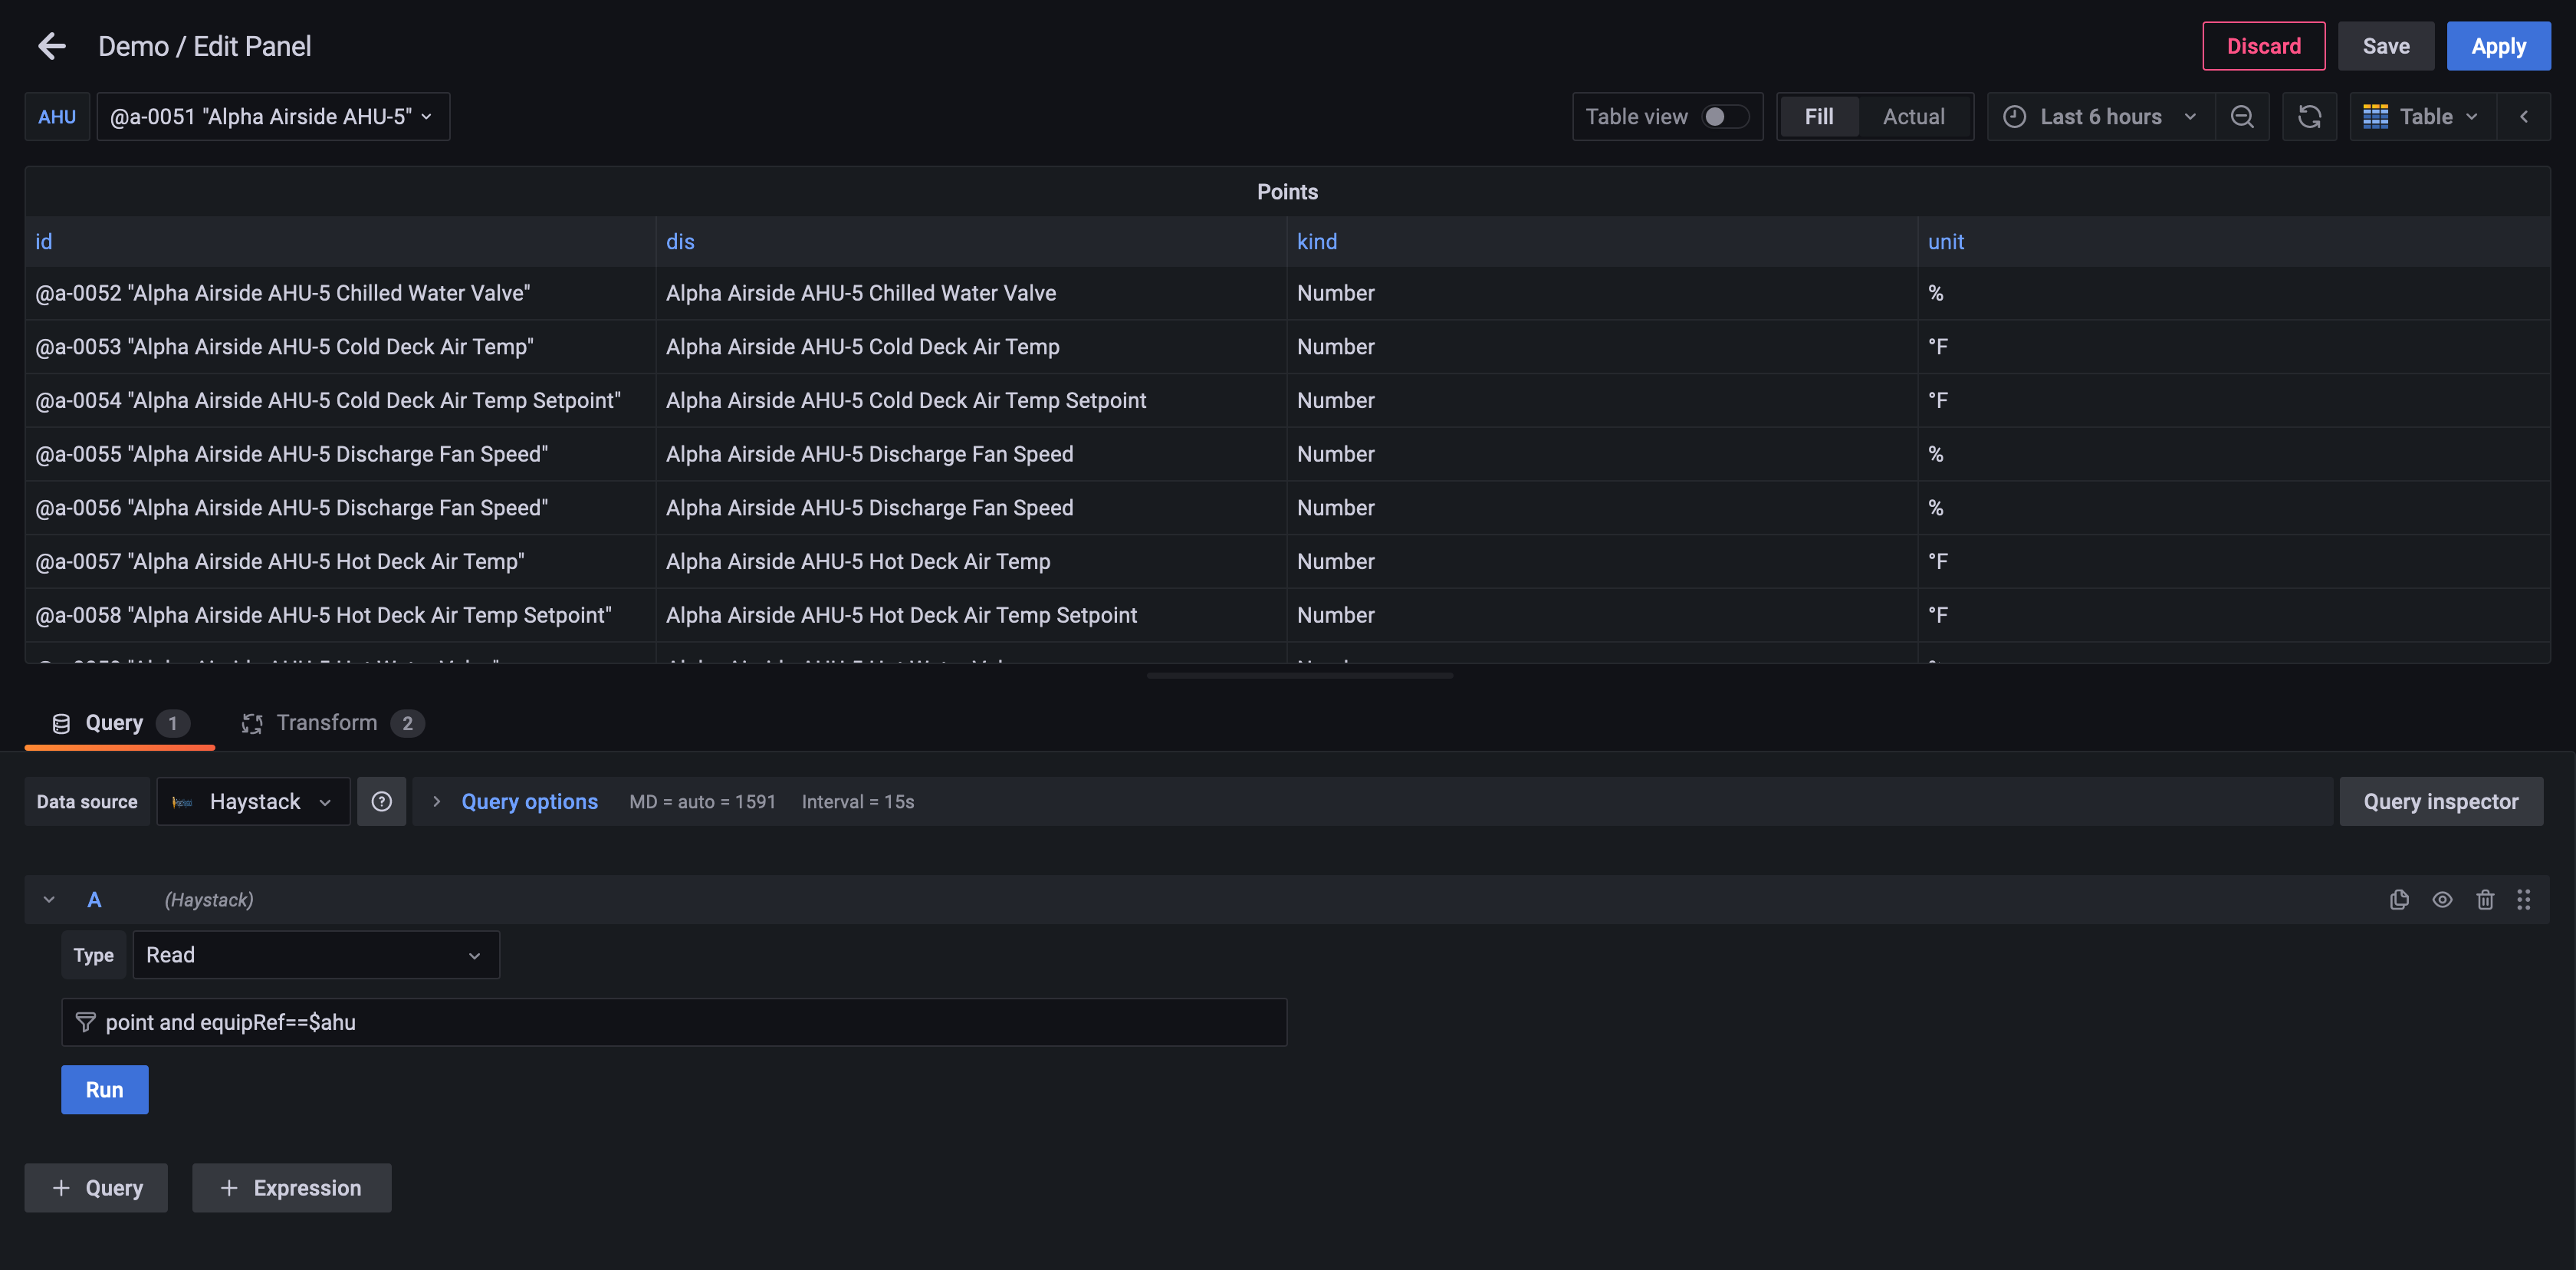 Demo / Edit Panel Discard Save Apply
AHU @a-0051 "Alpha Airside AHU-5" Table view Fill Actual Last 6 hours Table
Points
id dis kind unit
@a-0052 "Alpha Airside AHU-5 Chilled Water Valve" Alpha Airside AHU-5 Chilled Water Valve Number %
@a-0053 "Alpha Airside AHU-5 Cold Deck Air Temp" Alpha Airside AHU-5 Cold Deck Air Temp Number °F
@a-0054 "Alpha Airside AHU-5 Cold Deck Air Temp Setpoint" Alpha Airside AHU-5 Cold Deck Air Temp Setpoint Number °F
@a-0055 "Alpha Airside AHU-5 Discharge Fan Speed" Alpha Airside AHU-5 Discharge Fan Speed Number %
@a-0056 "Alpha Airside AHU-5 Discharge Fan Speed" Alpha Airside AHU-5 Discharge Fan Speed Number %
@a-0057 "Alpha Airside AHU-5 Hot Deck Air Temp" Alpha Airside AHU-5 Hot Deck Air Temp Number °F
@a-0058 "Alpha Airside AHU-5 Hot Deck Air Temp Setpoint" Alpha Airside AHU-5 Hot Deck Air Temp Setpoint Number °F
Query 1 Transform 2
Data source Haystack Query options MD = auto = 1591 Interval = 15s Query inspector
A (Haystack)
Type Read
point and equipRef==$ahu
Run
+ Query + Expression